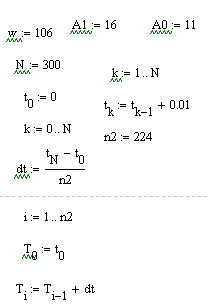 w := 106 A1 := 16 A0 := 11
N := 300 k := 1.. N
t₀ := 0 tₖ := tₖ₋₁ + 0.01
k := 0.. N n2 := 224
dt := (t_N − t₀) / n2
i := 1.. n2
T₀ := t₀
Tᵢ := Tᵢ₋₁ + dt